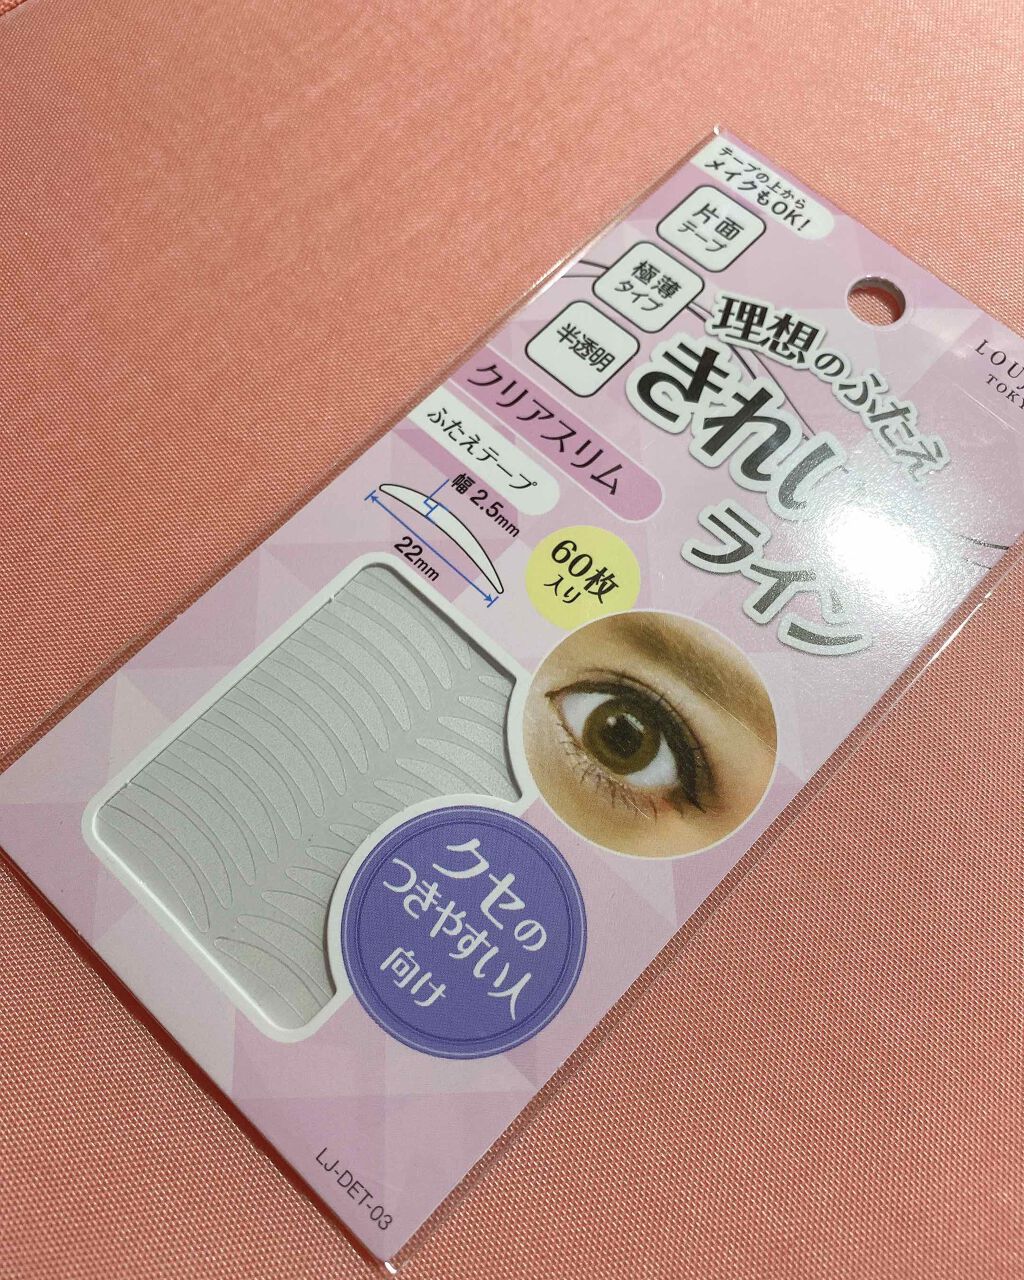 テープの上から
メイクもOK!
片面
テープ
極薄
タイプ
半透明
理想のふたえ
きれい
ライン
TOKY
クリアスリム
ふたえテープ
幅2.5mm
22mm
60枚
入り
クセの
つきやすい人
向け
LJ-DET-03